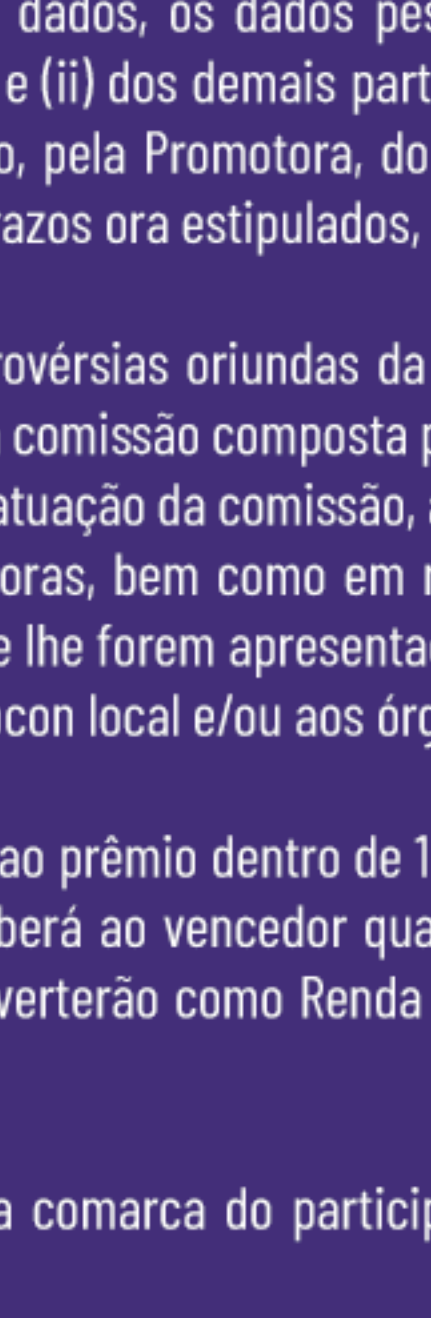 dados, os dados pes
e (ii) dos demais part
o, pela Promotora, do
razos ora estipulados,
rovérsias oriundas da
comissão composta p
atuação da comissão, a
oras, bem como em r
e lhe forem apresentad
ocon local e/ou aos órg
ao prêmio dentro de 1
berá ao vencedor qua
verterão como Renda
a comarca do particip